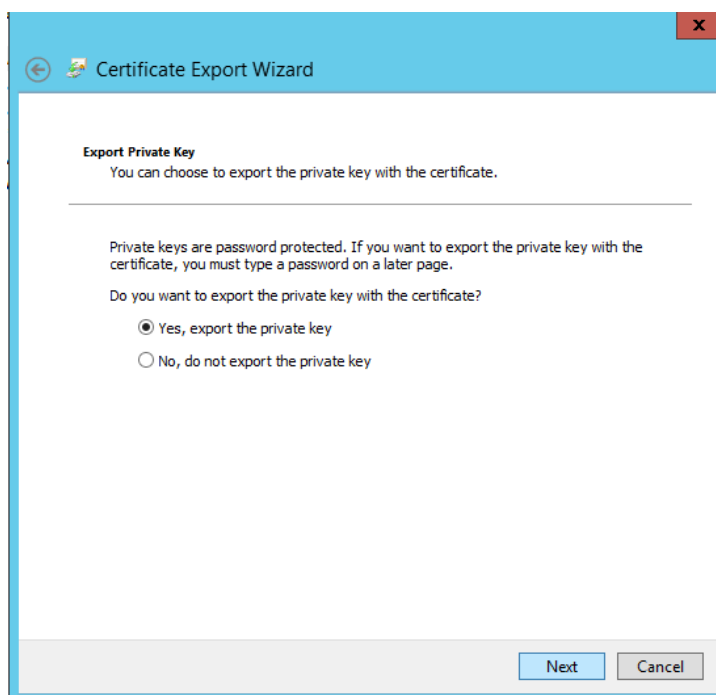 x
Certificate Export Wizard
Export Private Key
You can choose to export the private key with the certificate.
Private keys are password protected. If you want to export the private key with the
certificate, you must type a password on a later page.
Do you want to export the private key with the certificate?
Yes, export the private key
No, do not export the private key
Next Cancel